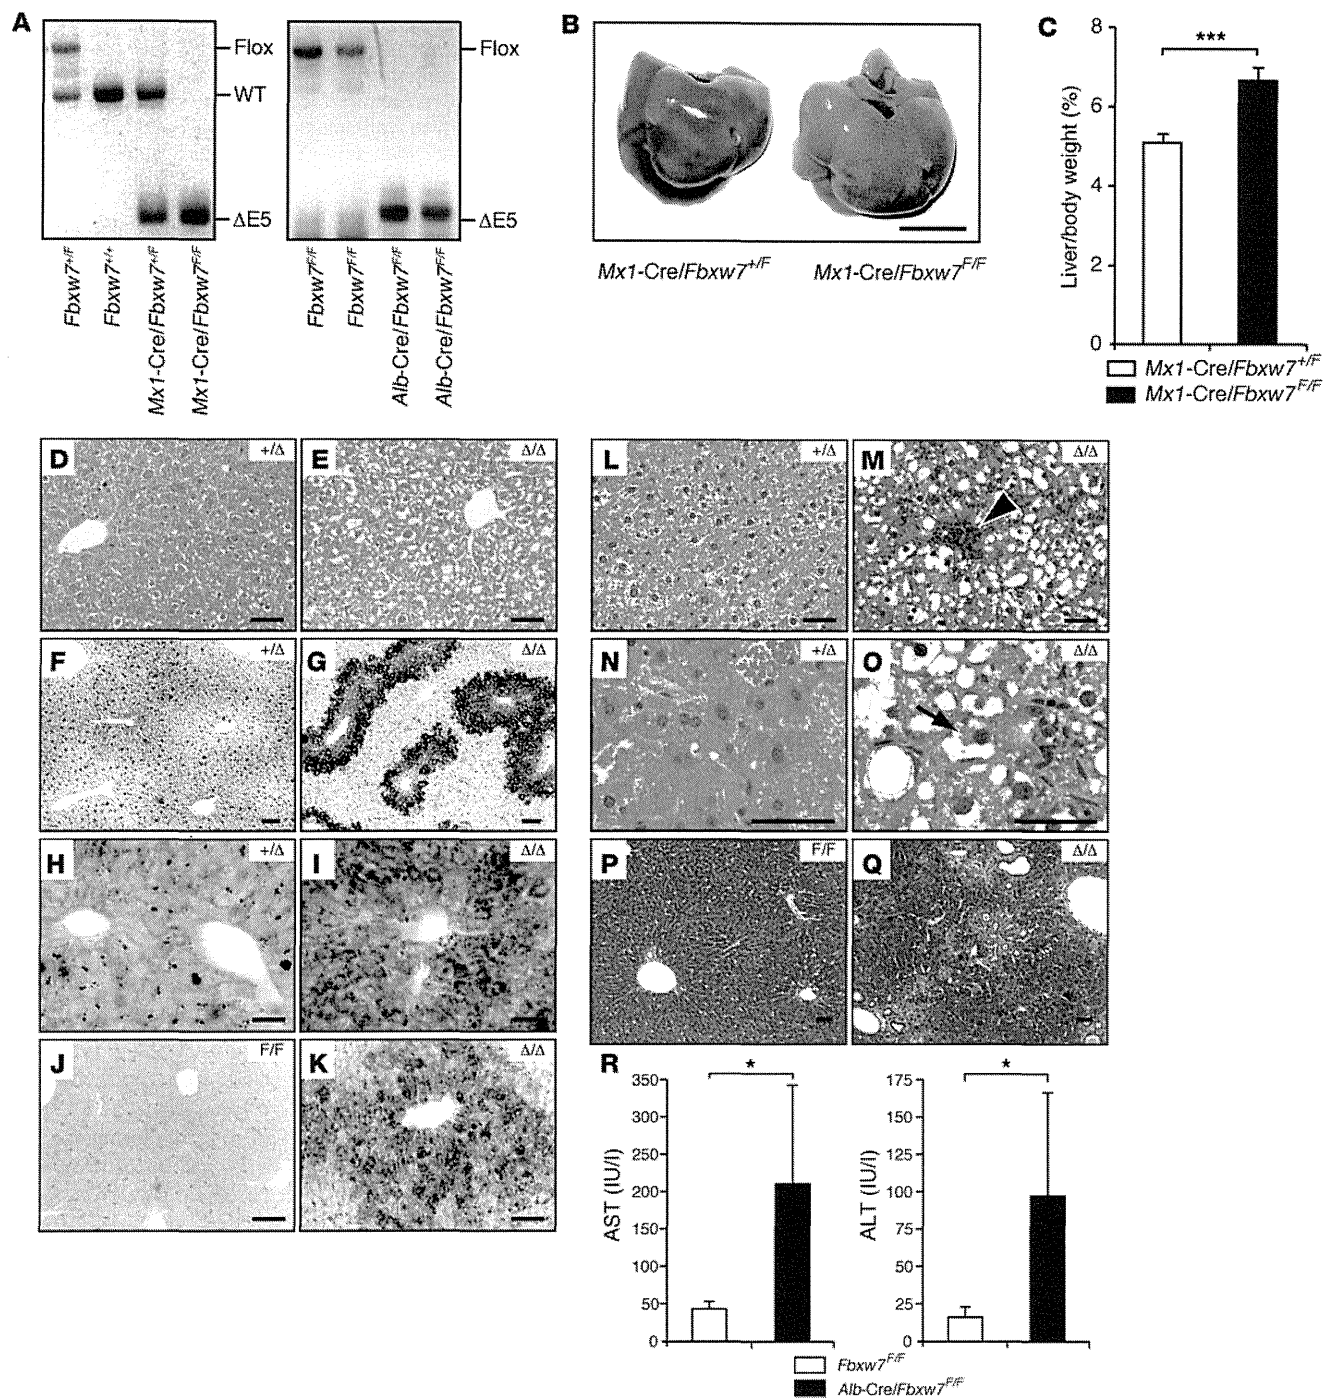 A
Flox
WT
ΔE5
Fbxw7+/F
Fbxw7+/+
Mx1-Cre/Fbxw7+/F
Mx1-Cre/Fbxw7F/F
Flox
ΔE5
Fbxw7F/F
Fbxw7F/F
Alb-Cre/Fbxw7F/F
Alb-Cre/Fbxw7F/F
B
Mx1-Cre/Fbxw7+/F
Mx1-Cre/Fbxw7F/F
C
Liver/body weight (%)
8
6
4
2
0
***
Mx1-Cre/Fbxw7+/F
Mx1-Cre/Fbxw7F/F
D
+/Δ
E
Δ/Δ
F
+/Δ
G
Δ/Δ
H
+/Δ
I
Δ/Δ
J
F/F
K
Δ/Δ
L
+/Δ
M
Δ/Δ
N
+/Δ
O
Δ/Δ
P
F/F
Q
Δ/Δ
R
AST (IU/l)
350
300
250
200
150
100
50
0
*
ALT (IU/l)
175
150
125
100
75
50
25
0
*
Fbxw7F/F
Alb-Cre/Fbxw7F/F